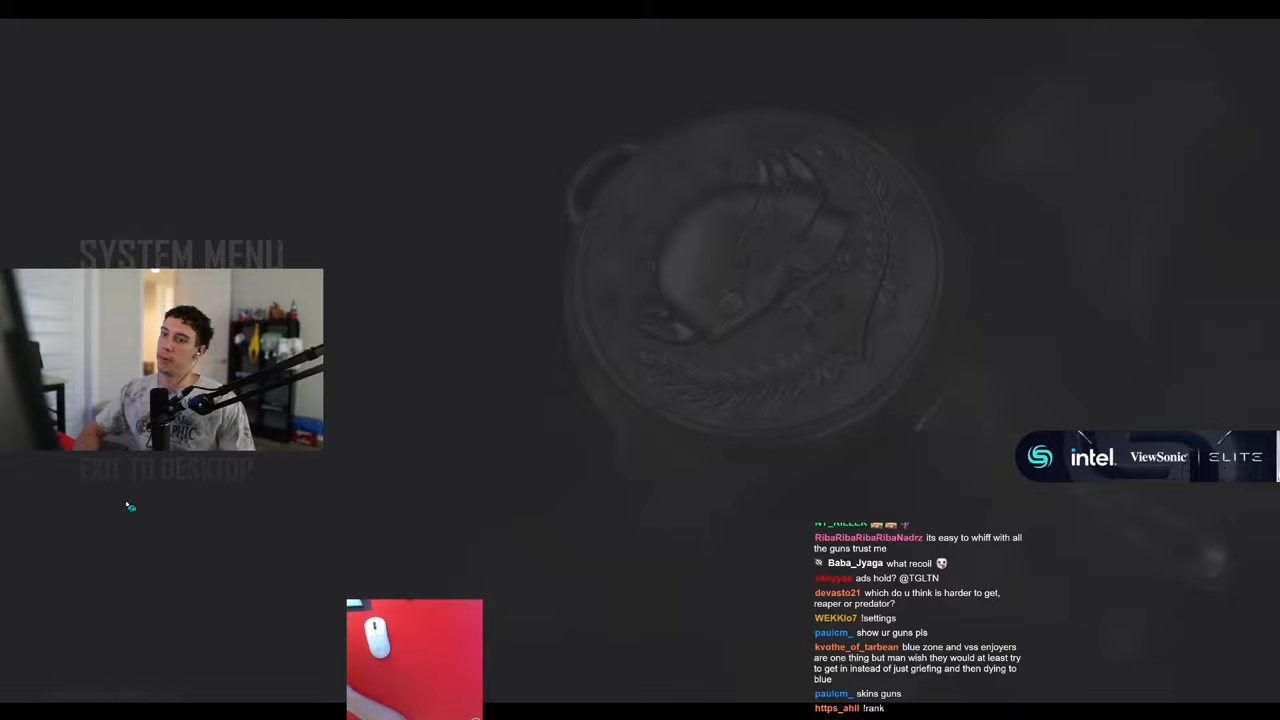 SYSTEM MENU
EXIT TO DESKTOP
intel ViewSonic | ELITE
NT_KILLER
RibaRibaRibaRibaNadrz its easy to whiff with all
the guns trust me
Baba_Jyaga what recoil
ads hold? @TGLTN
devasto21 which do u think is harder to get,
reaper or predator?
WEKKIo7 !settings
paulcm_ show ur guns pls
kvothe_of_tarbean blue zone and vss enjoyers
are one thing but man wish they would at least try
to get in instead of just griefing and then dying to
blue
paulcm_ skins guns
https_ahil !rank